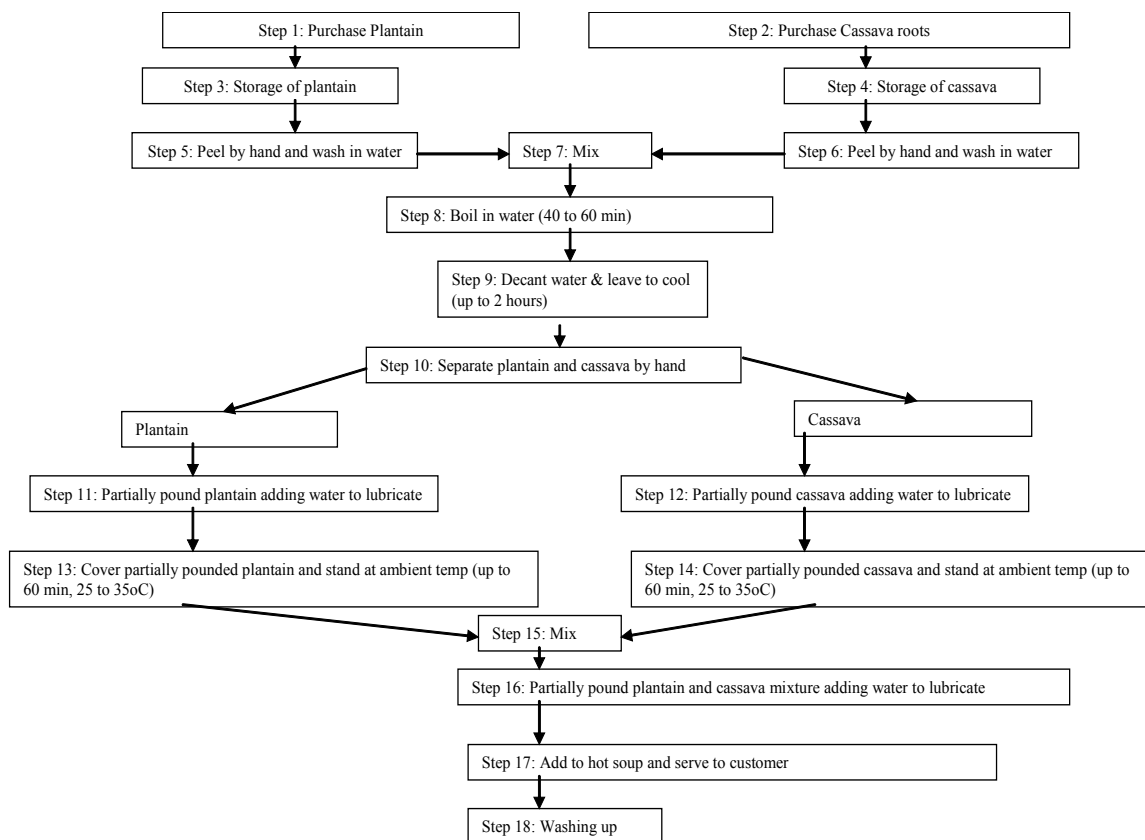 Step 1: Purchase Plantain
Step 2: Purchase Cassava roots
Step 3: Storage of plantain
Step 4: Storage of cassava
Step 5: Peel by hand and wash in water
Step 7: Mix
Step 6: Peel by hand and wash in water
Step 8: Boil in water (40 to 60 min)
Step 9: Decant water & leave to cool
(up to 2 hours)
Step 10: Separate plantain and cassava by hand
Plantain
Cassava
Step 11: Partially pound plantain adding water to lubricate
Step 12: Partially pound cassava adding water to lubricate
Step 13: Cover partially pounded plantain and stand at ambient temp (up to
60 min, 25 to 35oC)
Step 14: Cover partially pounded cassava and stand at ambient temp (up to
60 min, 25 to 35oC)
Step 15: Mix
Step 16: Partially pound plantain and cassava mixture adding water to lubricate
Step 17: Add to hot soup and serve to customer
Step 18: Washing up